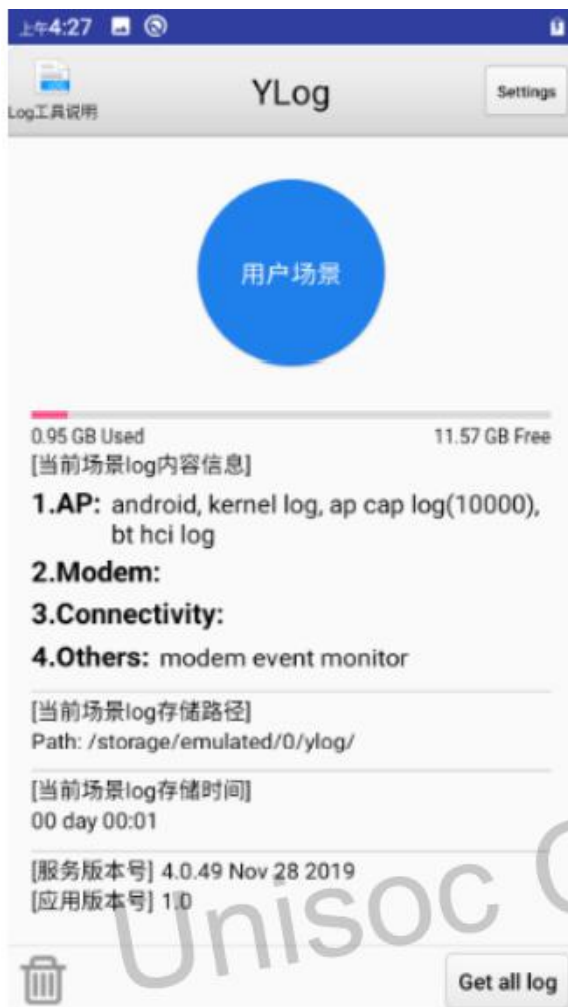 上午4:27
Log工具说明
YLog
Settings
用户场景
0.95 GB Used
11.57 GB Free
[当前场景log内容信息]
1.AP: android, kernel log, ap cap log(10000),
bt hci log
2.Modem:
3.Connectivity:
4.Others: modem event monitor
[当前场景log存储路径]
Path: /storage/emulated/0/ylog/
[当前场景log存储时间]
00 day 00:01
[服务版本号] 4.0.49 Nov 28 2019
[应用版本号] 1.0
Unisoc
Get all log